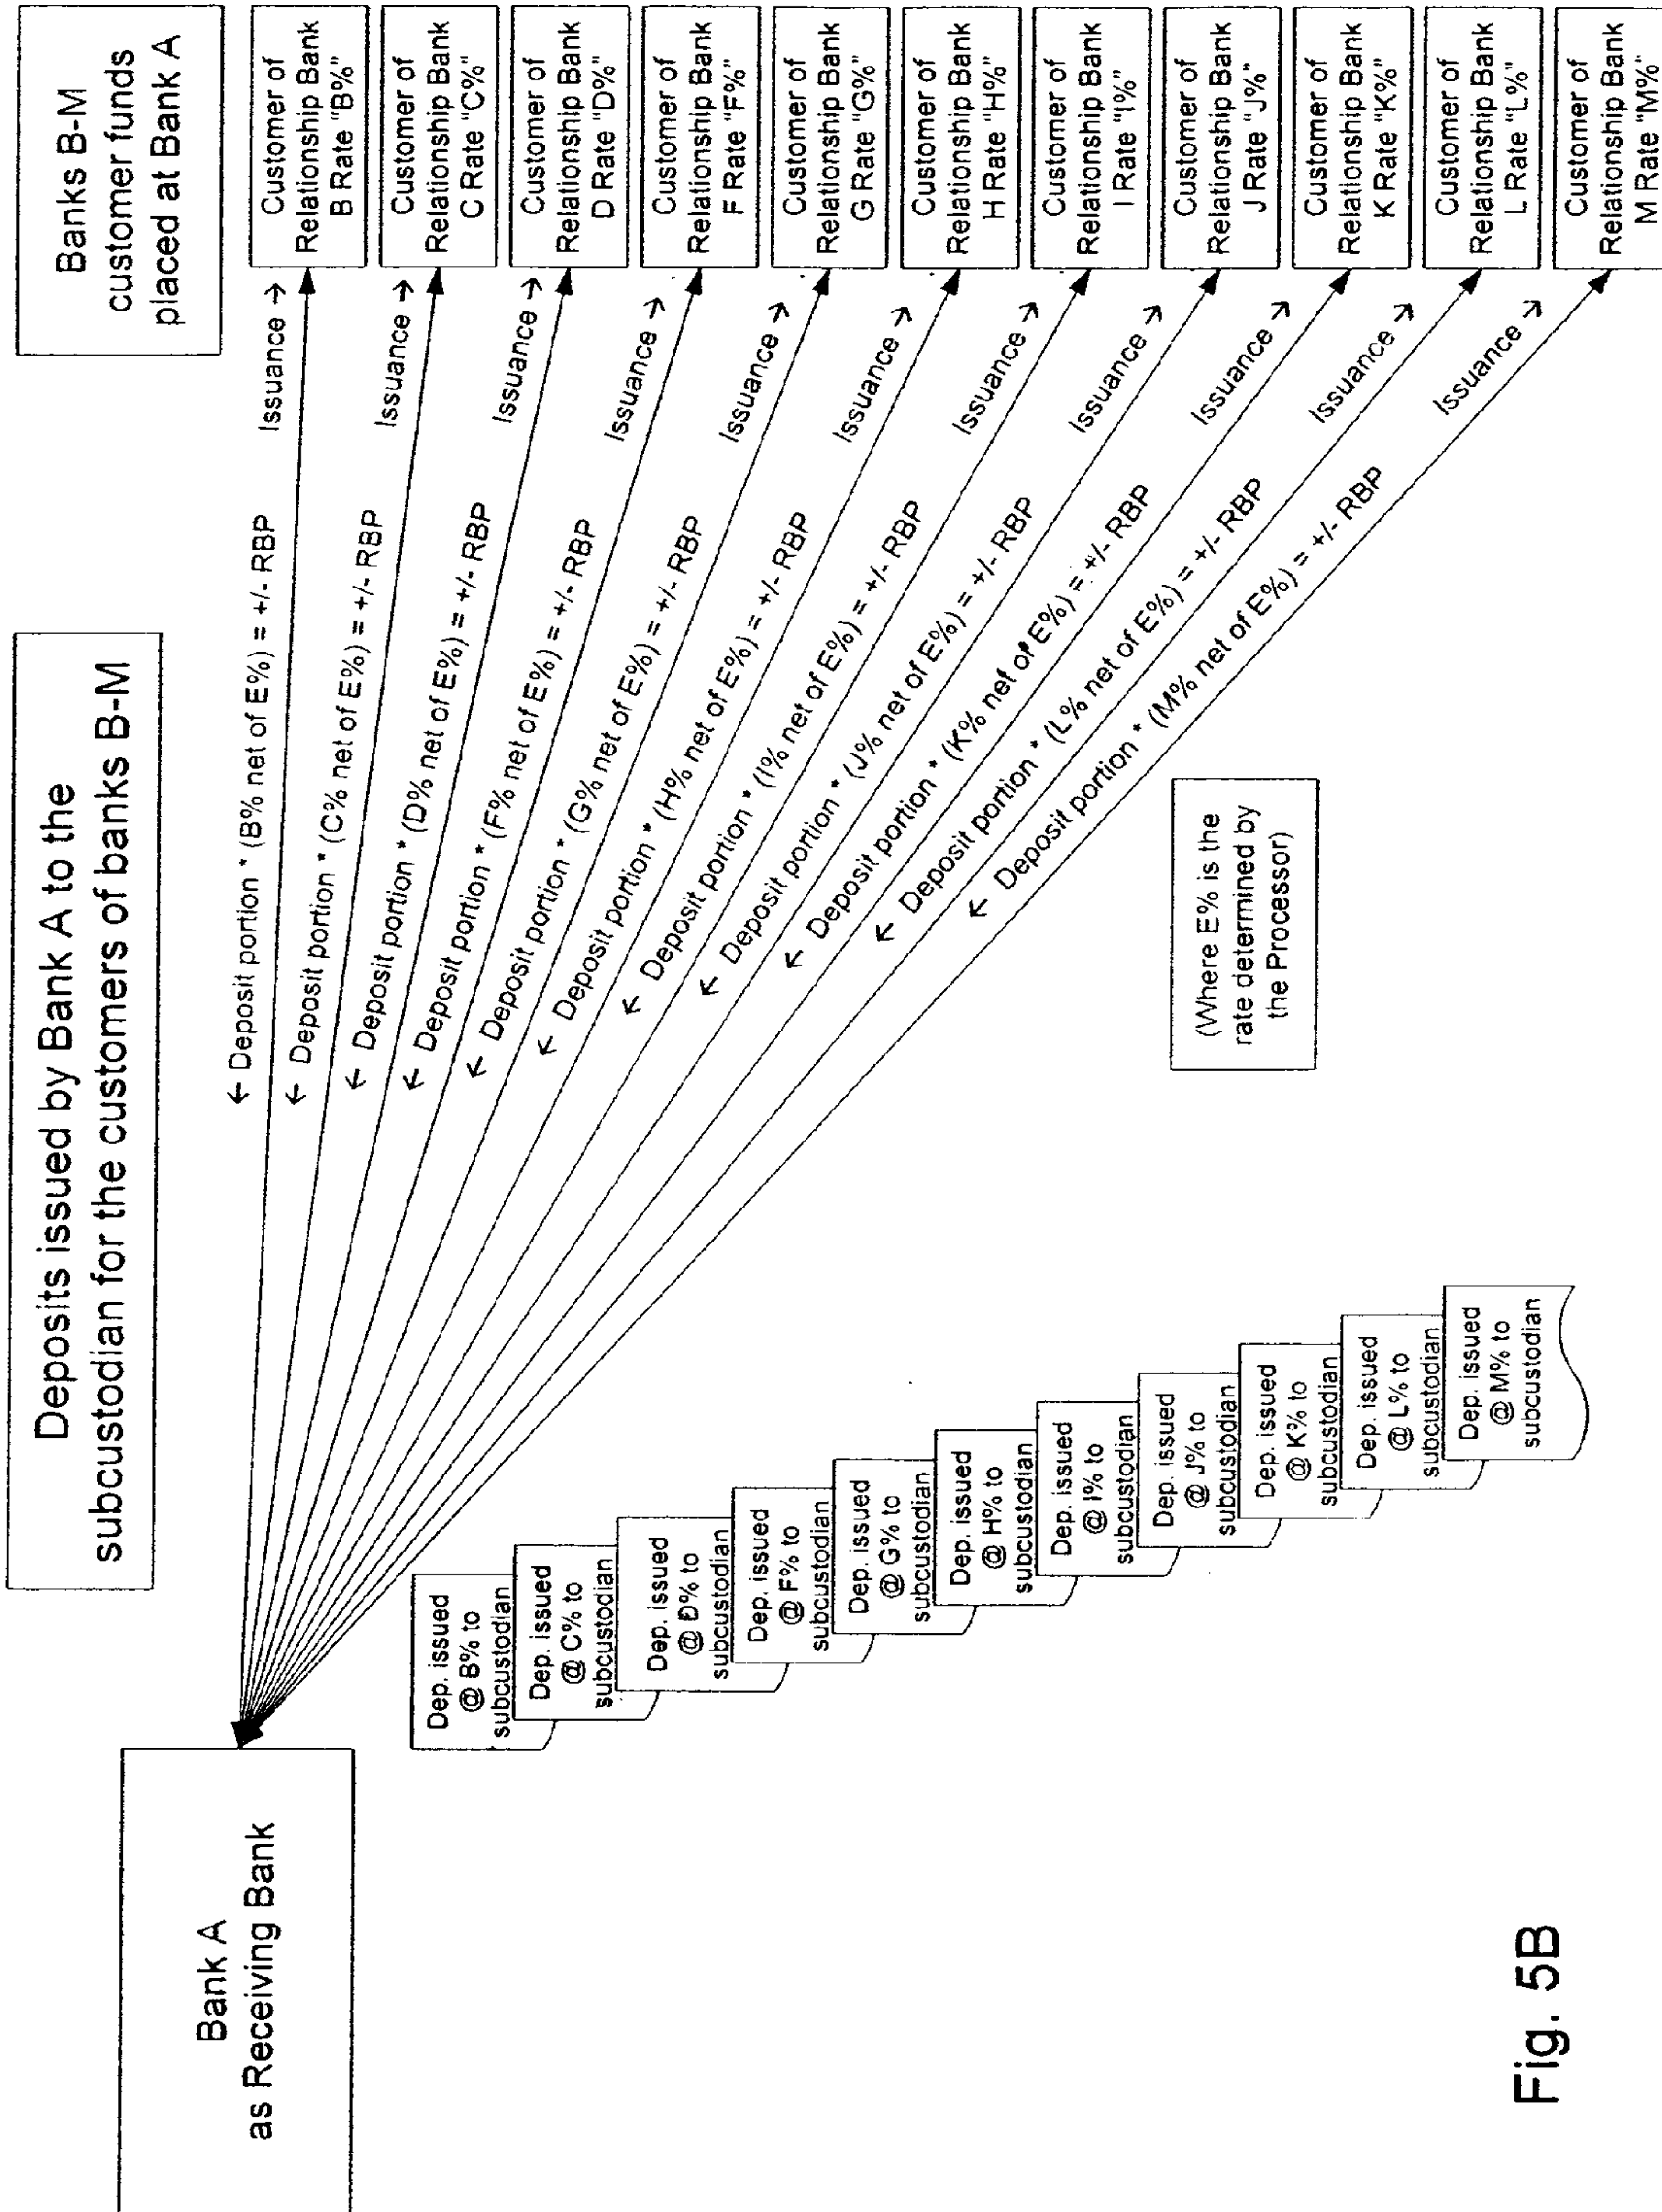 Deposits issued by Bank A to the
subcustodian for the customers of banks B-M
Banks B-M
customer funds
placed at Bank A
Bank A
as Receiving Bank
← Deposit portion * (B% net of E%) = +/- RBP
Issuance →
Customer of
Relationship Bank
B Rate "B%"
← Deposit portion * (C% net of E%) = +/- RBP
Issuance →
Customer of
Relationship Bank
C Rate "C%"
← Deposit portion * (D% net of E%) = +/- RBP
Issuance →
Customer of
Relationship Bank
D Rate "D%"
← Deposit portion * (F% net of E%) = +/- RBP
Issuance →
Customer of
Relationship Bank
F Rate "F%"
← Deposit portion * (G% net of E%) = +/- RBP
Issuance →
Customer of
Relationship Bank
G Rate "G%"
← Deposit portion * (H% net of E%) = +/- RBP
Issuance →
Customer of
Relationship Bank
H Rate "H%"
← Deposit portion * (I% net of E%) = +/- RBP
Issuance →
Customer of
Relationship Bank
I Rate "I%"
← Deposit portion * (J% net of E%) = +/- RBP
Issuance →
Customer of
Relationship Bank
J Rate "J%"
← Deposit portion * (K% net of E%) = +/- RBP
Issuance →
Customer of
Relationship Bank
K Rate "K%"
← Deposit portion * (L% net of E%) = +/- RBP
Issuance →
Customer of
Relationship Bank
L Rate "L%"
← Deposit portion * (M% net of E%) = +/- RBP
Issuance →
Customer of
Relationship Bank
M Rate "M%"
Dep. issued
@ B% to
subcustodian
Dep. issued
@ C% to
subcustodian
Dep. issued
@ D% to
subcustodian
Dep. issued
@ F% to
subcustodian
Dep. issued
@ G% to
subcustodian
Dep. issued
@ H% to
subcustodian
Dep. issued
@ I% to
subcustodian
Dep. issued
@ J% to
subcustodian
Dep. issued
@ K% to
subcustodian
Dep. issued
@ L% to
subcustodian
Dep. issued
@ M% to
subcustodian
(Where E% is the
rate determined by
the Processor)
Fig. 5B